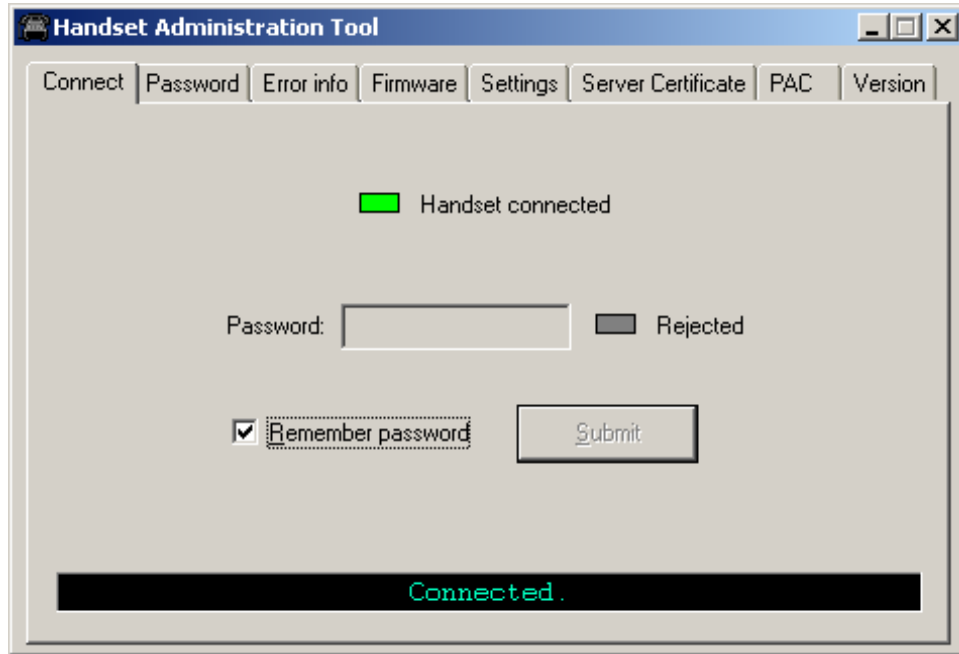 Handset Administration Tool
Connect Password Error info Firmware Settings Server Certificate PAC Version
Handset connected
Password: Rejected
Remember password Submit
Connected.